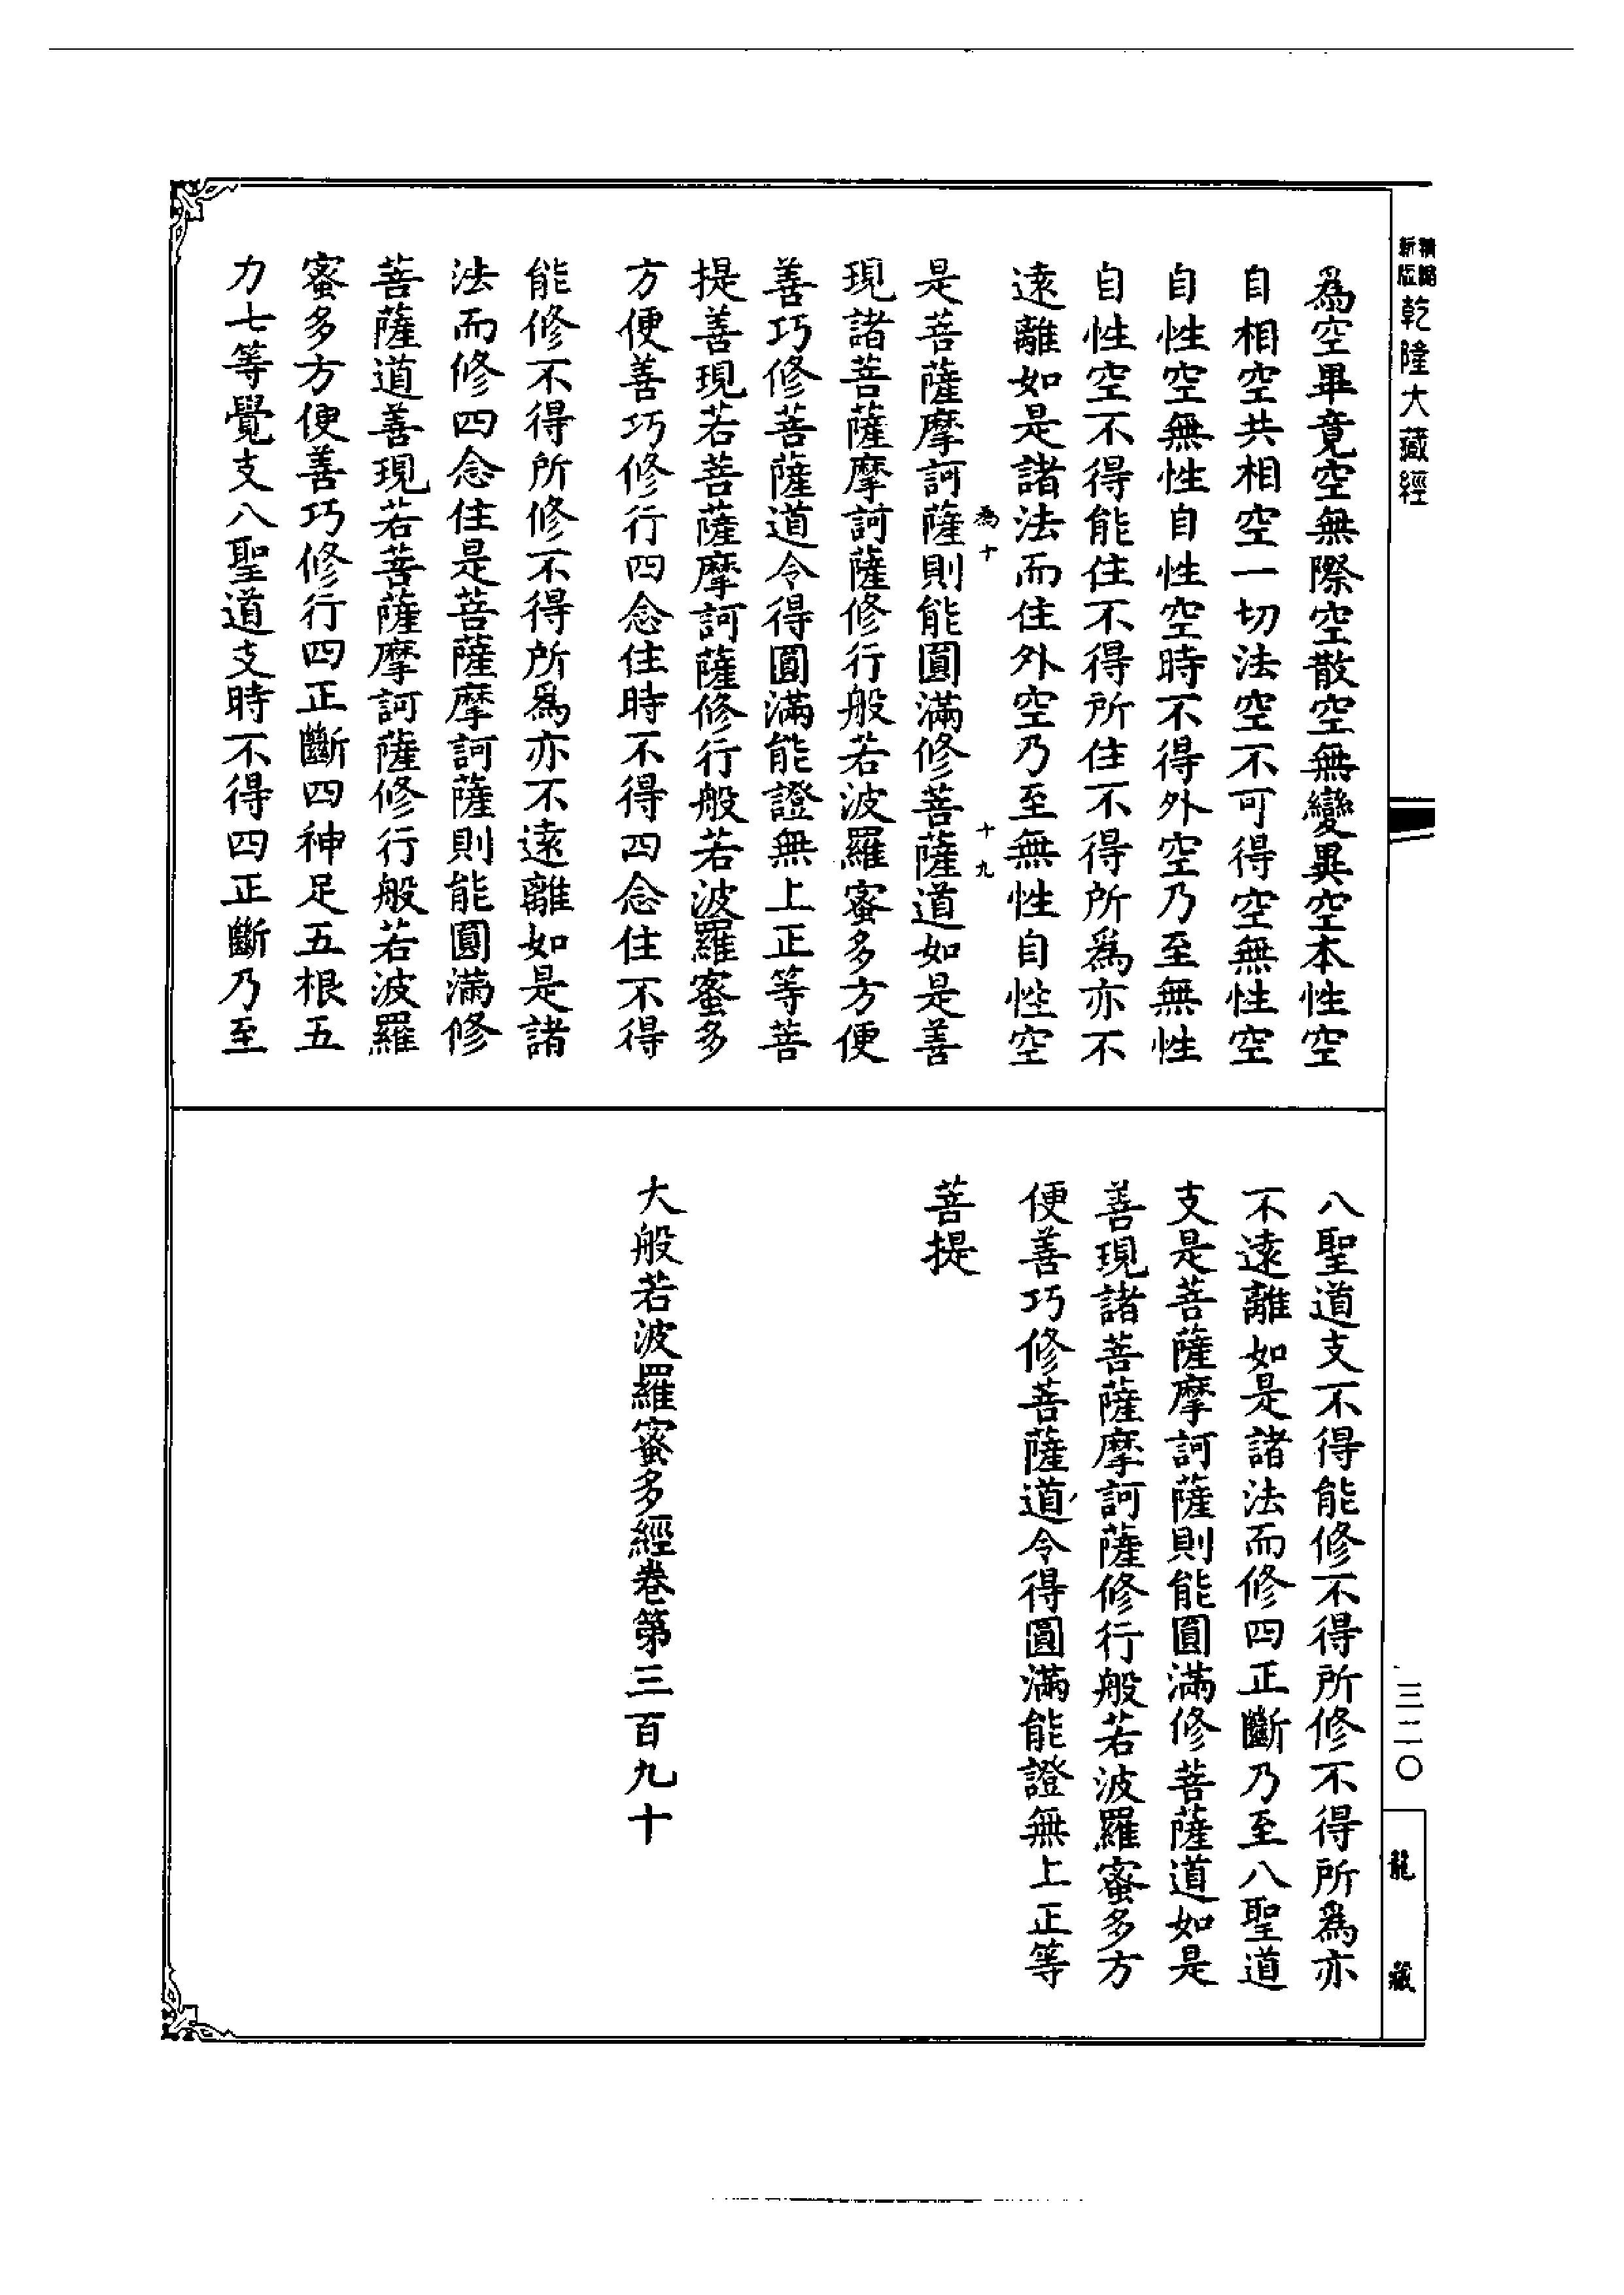 精縮新版乾隆大藏經
為空畢竟空無際空散空無變異空本性空
自相空共相空一切法空不可得空無性空
自性空無性自性空時不得外空乃至無性
自性空不得能住不得所住不得所為亦不
遠離如是諸法而住外空乃至無性自性空
為十
十九
是菩薩摩訶薩則能圓滿修菩薩道如是善
現諸菩薩摩訶薩修行般若波羅蜜多方便
善巧修菩薩道令得圓滿能證無上正等菩
提善現若菩薩摩訶薩修行般若波羅蜜多
方便善巧修行四念住時不得四念住不得
能修不得所修不得所為亦不遠離如是諸
法而修四念住是菩薩摩訶薩則能圓滿修
菩薩道善現若菩薩摩訶薩修行般若波羅
蜜多方便善巧修行四正斷四神足五根五
力七等覺支八聖道支時不得四正斷乃至
八聖道支不得能修不得所修不得所為亦
不遠離如是諸法而修四正斷乃至八聖道
支是菩薩摩訶薩則能圓滿修菩薩道如是
善現諸菩薩摩訶薩修行般若波羅蜜多方
便善巧修菩薩道令得圓滿能證無上正等
菩提
大般若波羅蜜多經卷第三百九十
三二〇
龍藏